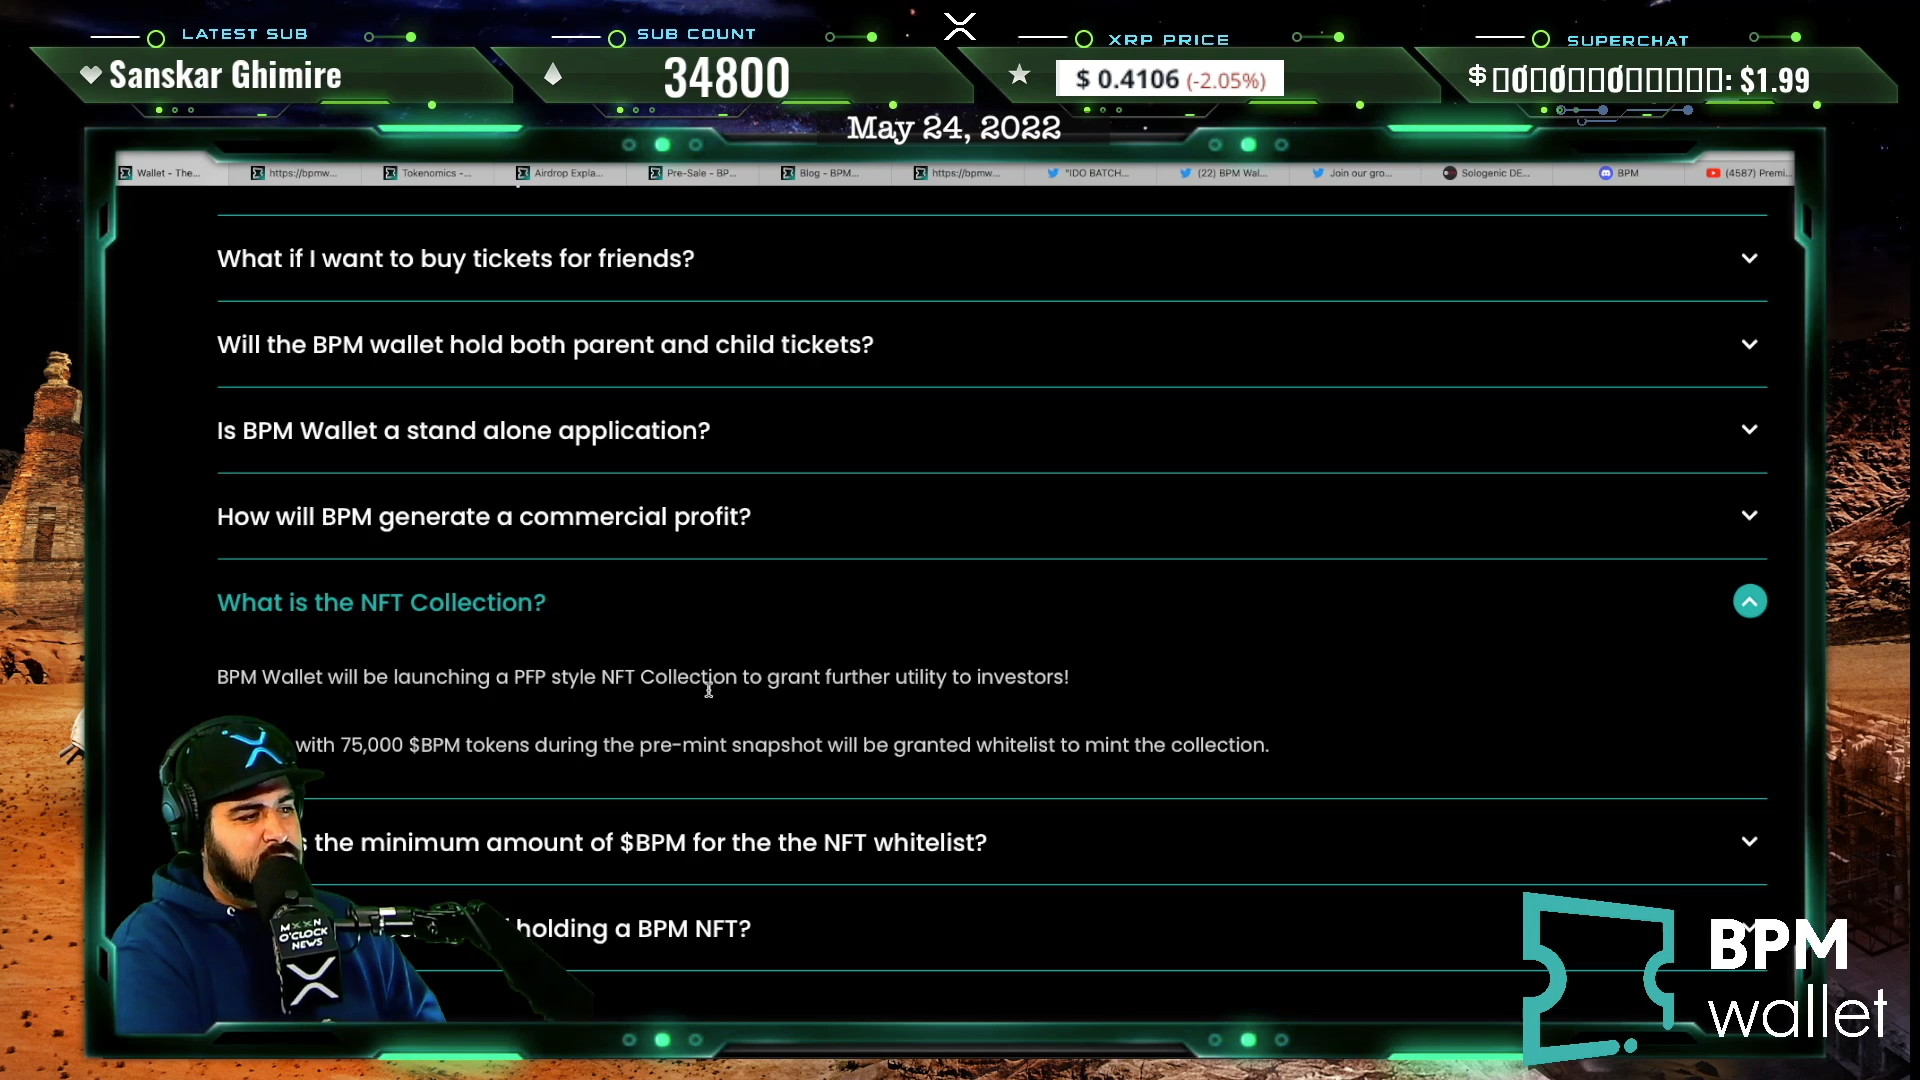 LATEST SUB
Sanskar Ghimire
SUB COUNT
34800
XRP PRICE
$ 0.4106 (-2.05%)
SUPERCHAT
: $1.99
May 24, 2022
Wallet - The...
https://bpmw...
Tokenomics -...
Airdrop Expla...
Pre-Sale - BP...
Blog - BPM...
https://bpmw...
"IDO BATCH...
(22) BPM Wal...
Join our gro...
Sologenic DE...
BPM
(4587) Premi...
What if I want to buy tickets for friends?
Will the BPM wallet hold both parent and child tickets?
Is BPM Wallet a stand alone application?
How will BPM generate a commercial profit?
What is the NFT Collection?
BPM Wallet will be launching a PFP style NFT Collection to grant further utility to investors!
with 75,000 $BPM tokens during the pre-mint snapshot will be granted whitelist to mint the collection.
the minimum amount of $BPM for the the NFT whitelist?
holding a BPM NFT?
MXXN
O'CLOCK
NEWS
BPM
wallet